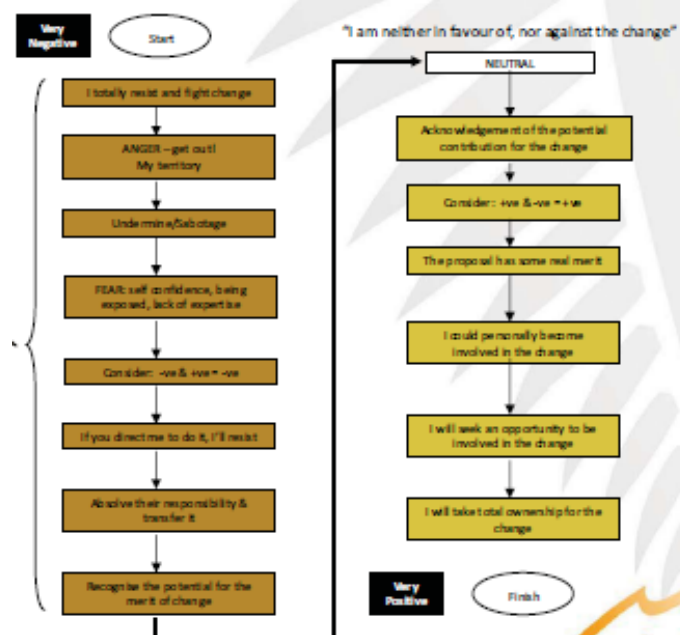 Very
Negative
Start
I totally resist and fight change
ANGER – get out!
My territory
Undermine/Sabotage
FEAR: self confidence, being
exposed, lack of expertise
Consider: -ve & +ve = -ve
If you direct me to do it, I'll resist
Absolve their responsibility &
transfer it
Recognise the potential for the
merit of change
"I am neither in favour of, nor against the change"
NEUTRAL
Acknowledgement of the potential
contribution for the change
Consider: +ve & -ve = +ve
The proposal has some real merit
I could personally become
involved in the change
I will seek an opportunity to be
involved in the change
I will take total ownership for the
change
Very
Positive
Finish